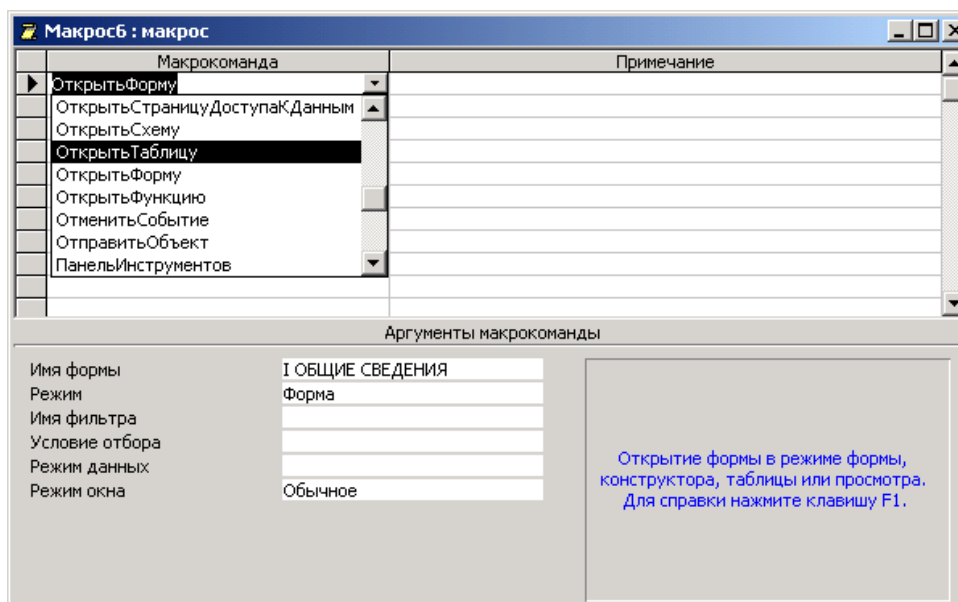 Макрос6 : макрос
Макрокоманда Примечание
ОткрытьФорму
ОткрытьСтраницуДоступаКДанным
ОткрытьСхему
ОткрытьТаблицу
ОткрытьФорму
ОткрытьФункцию
ОтменитьСобытие
ОтправитьОбъект
ПанельИнструментов
Аргументы макрокоманды
Имя формы I ОБЩИЕ СВЕДЕНИЯ
Режим Форма
Имя фильтра
Условие отбора
Режим данных
Режим окна Обычное
Открытие формы в режиме формы,
конструктора, таблицы или просмотра.
Для справки нажмите клавишу F1.